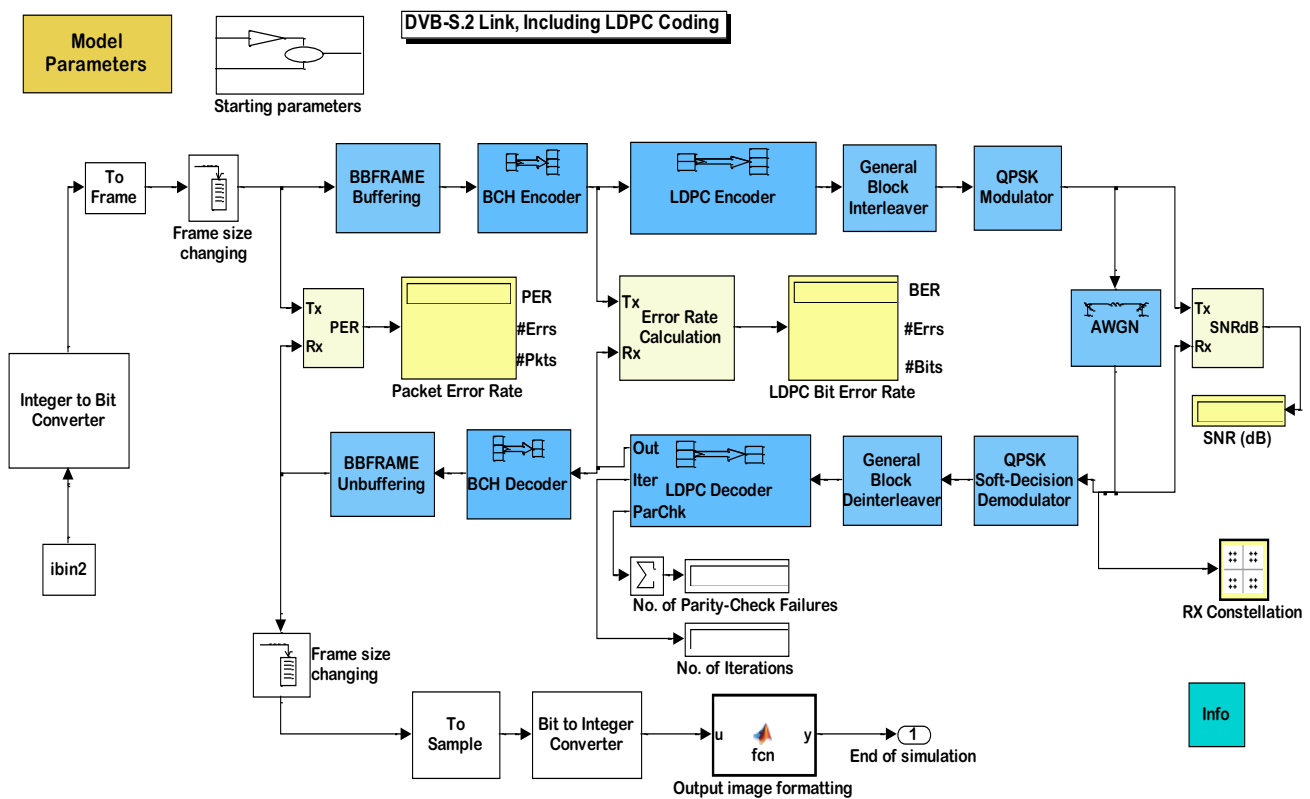 DVB-S.2 Link, Including LDPC Coding
Model
Parameters
Starting parameters
To
Frame
Frame size
changing
BBFRAME
Buffering
BCH Encoder
LDPC Encoder
General
Block
Interleaver
QPSK
Modulator
Tx
PER
Rx
PER
#Errs
#Pkts
Packet Error Rate
Tx
Error Rate
Calculation
Rx
BER
#Errs
#Bits
LDPC Bit Error Rate
AWGN
Tx
SNRdB
Rx
SNR (dB)
Integer to Bit
Converter
ibin2
BBFRAME
Unbuffering
BCH Decoder
Out
Iter
LDPC Decoder
ParChk
General
Block
Deinterleaver
QPSK
Soft-Decision
Demodulator
RX Constellation
No. of Parity-Check Failures
No. of Iterations
Frame size
changing
To
Sample
Bit to Integer
Converter
u
fcn
y
Output image formatting
1
End of simulation
Info